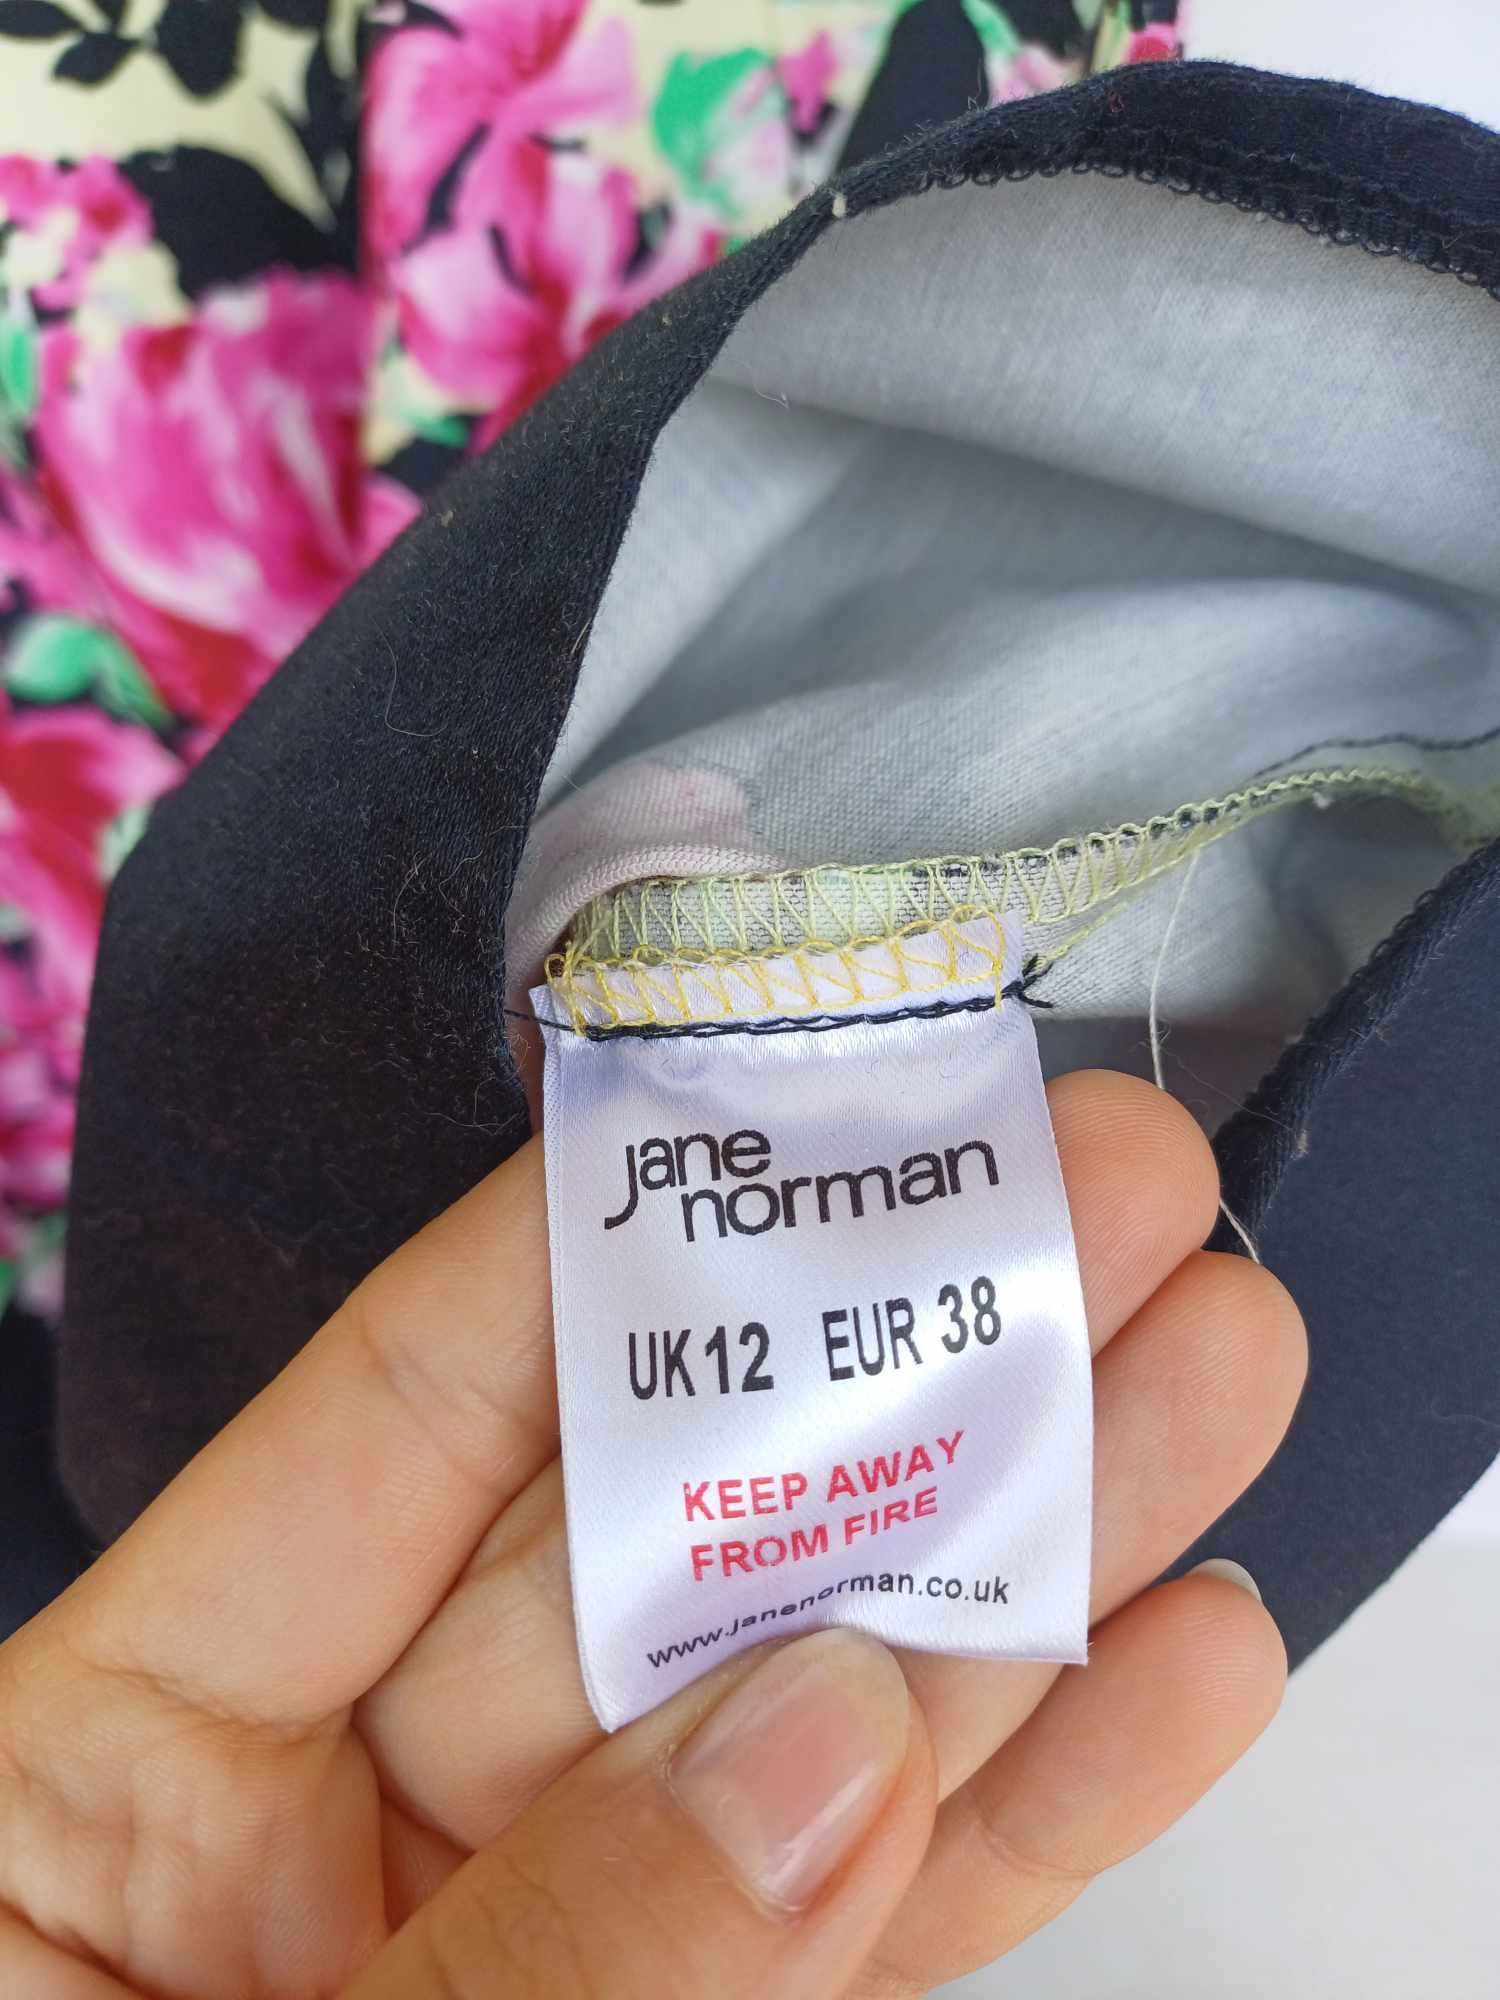 jane
norman
UK12 EUR 38
KEEP AWAY
FROM FIRE
www.janenorman.co.uk